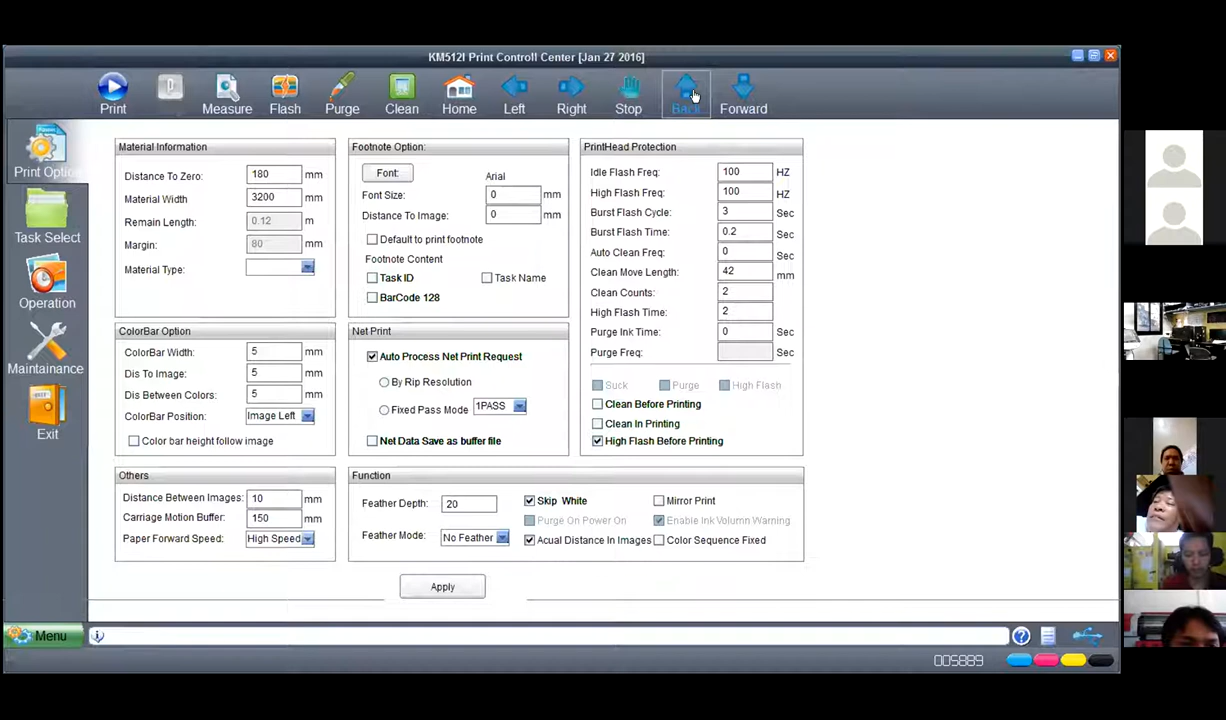 KM512I Print Controll Center [Jan 27 2016]
Print
Measure
Flash
Purge
Clean
Home
Left
Right
Stop
Back
Forward
Print Option
Task Select
Operation
Maintainance
Exit
Material Information
Distance To Zero: 180 mm
Material Width 3200 mm
Remain Length: 0.12 m
Margin: 80 mm
Material Type:
ColorBar Option
ColorBar Width: 5 mm
Dis To Image: 5 mm
Dis Between Colors: 5 mm
ColorBar Position: Image Left
Color bar height follow image
Others
Distance Between Images: 10 mm
Carriage Motion Buffer: 150 mm
Paper Forward Speed: High Speed
Footnote Option:
Font: Arial
Font Size: 0 mm
Distance To Image: 0 mm
Default to print footnote
Footnote Content
Task ID Task Name
BarCode 128
Net Print
Auto Process Net Print Request
By Rip Resolution
Fixed Pass Mode 1PASS
Net Data Save as buffer file
PrintHead Protection
Idle Flash Freq: 100 HZ
High Flash Freq: 100 HZ
Burst Flash Cycle: 3 Sec
Burst Flash Time: 0.2 Sec
Auto Clean Freq: 0 Sec
Clean Move Length: 42 mm
Clean Counts: 2
High Flash Time: 2
Purge Ink Time: 0 Sec
Purge Freq: Sec
Suck Purge High Flash
Clean Before Printing
Clean In Printing
High Flash Before Printing
Function
Feather Depth: 20
Feather Mode: No Feather
Skip White Mirror Print
Purge On Power On Enable Ink Volumn Warning
Acual Distance In Images Color Sequence Fixed
Apply
Menu
005889